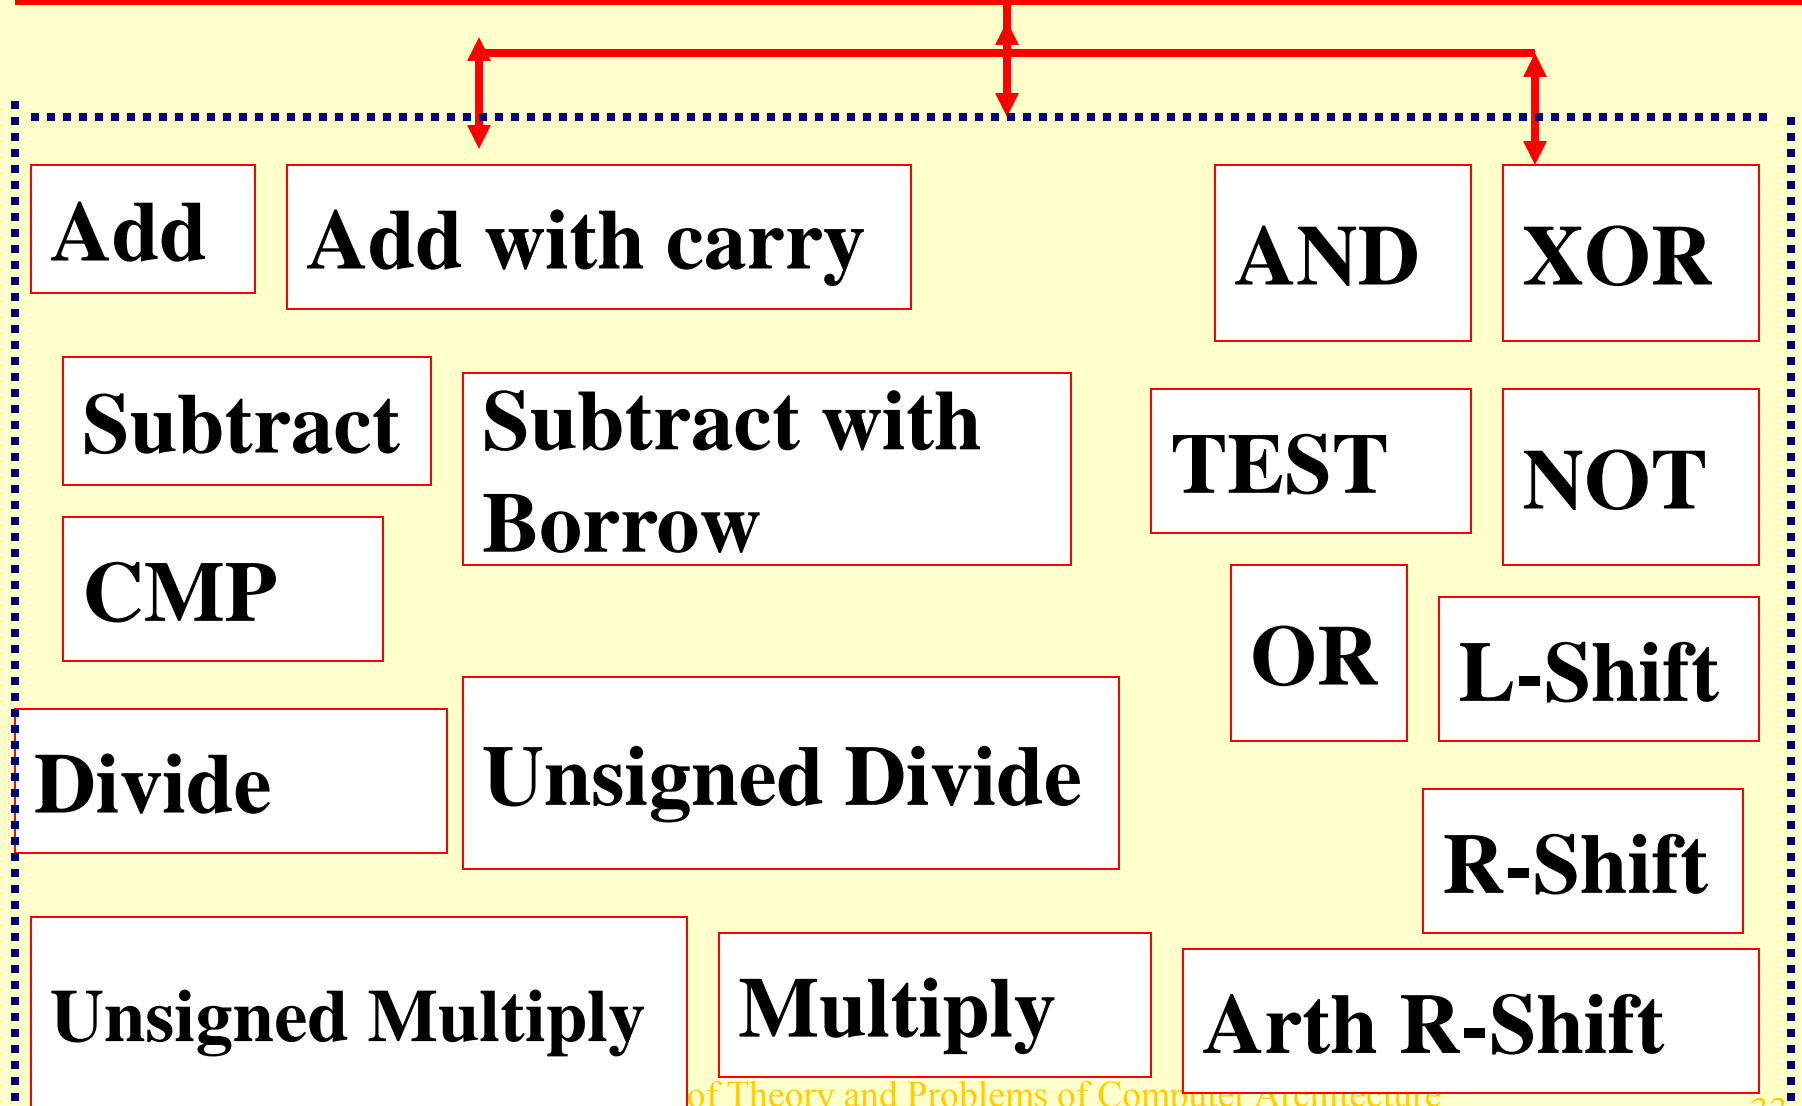 Add
Add with carry
AND
XOR
Subtract
Subtract with
Borrow
TEST
NOT
CMP
OR
L-Shift
Divide
Unsigned Divide
R-Shift
Unsigned Multiply
Multiply
Arth R-Shift
of Theory and Problems of Computer Architecture